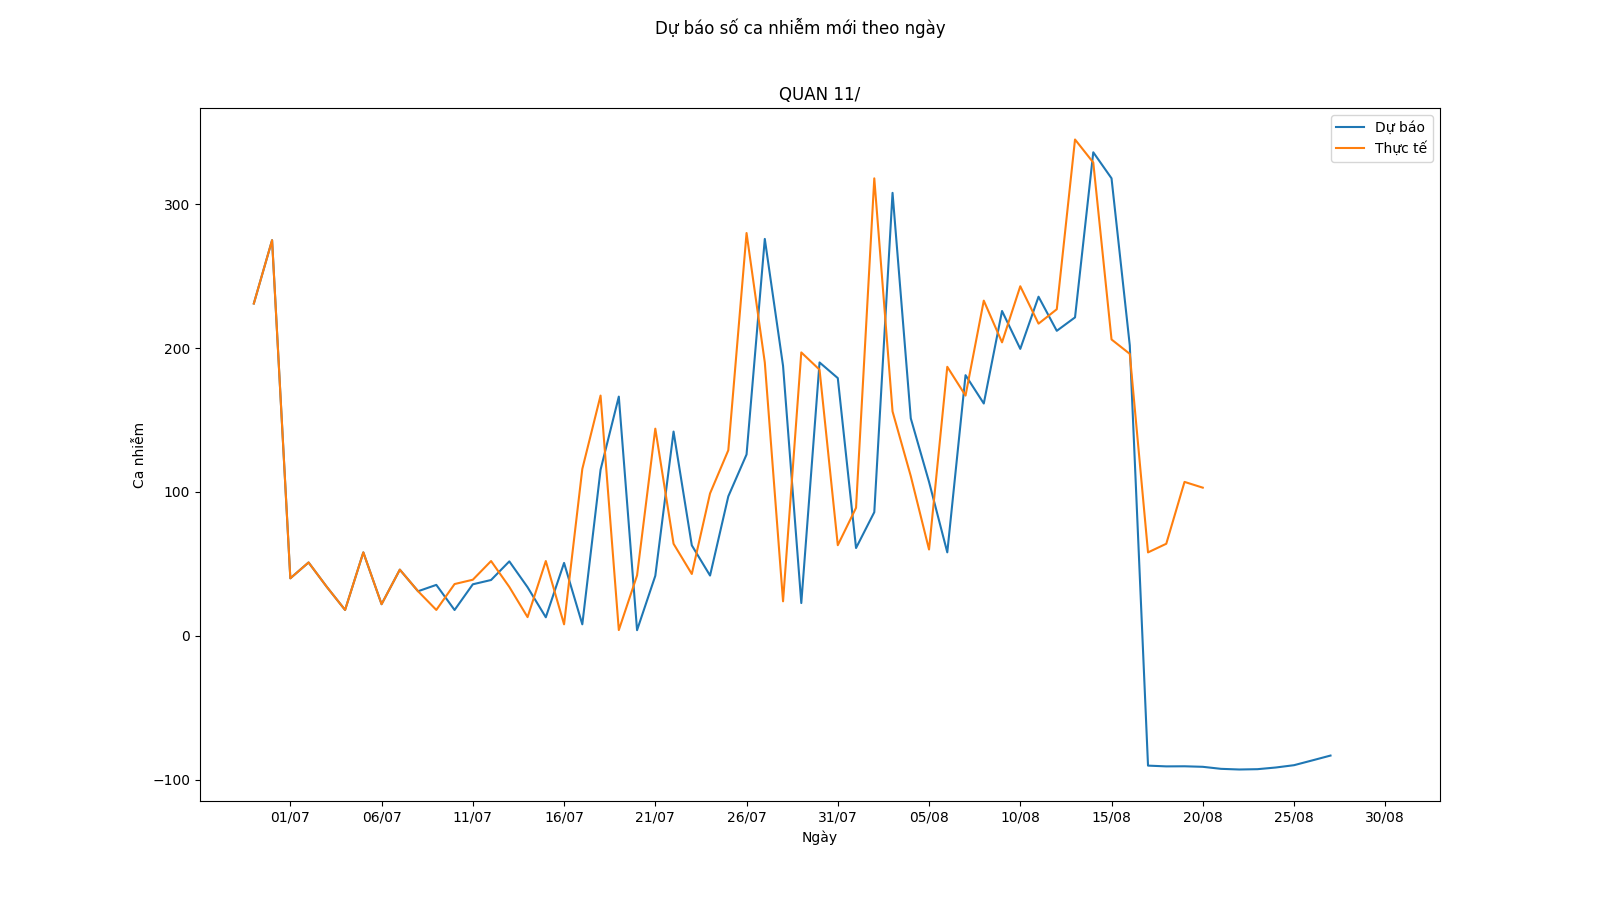 Dự báo số ca nhiễm mới theo ngày
QUAN 11/
Dự báo
Thực tế
300
200
100
0
−100
Ca nhiễm
01/07 06/07 11/07 16/07 21/07 26/07 31/07 05/08 10/08 15/08 20/08 25/08 30/08
Ngày